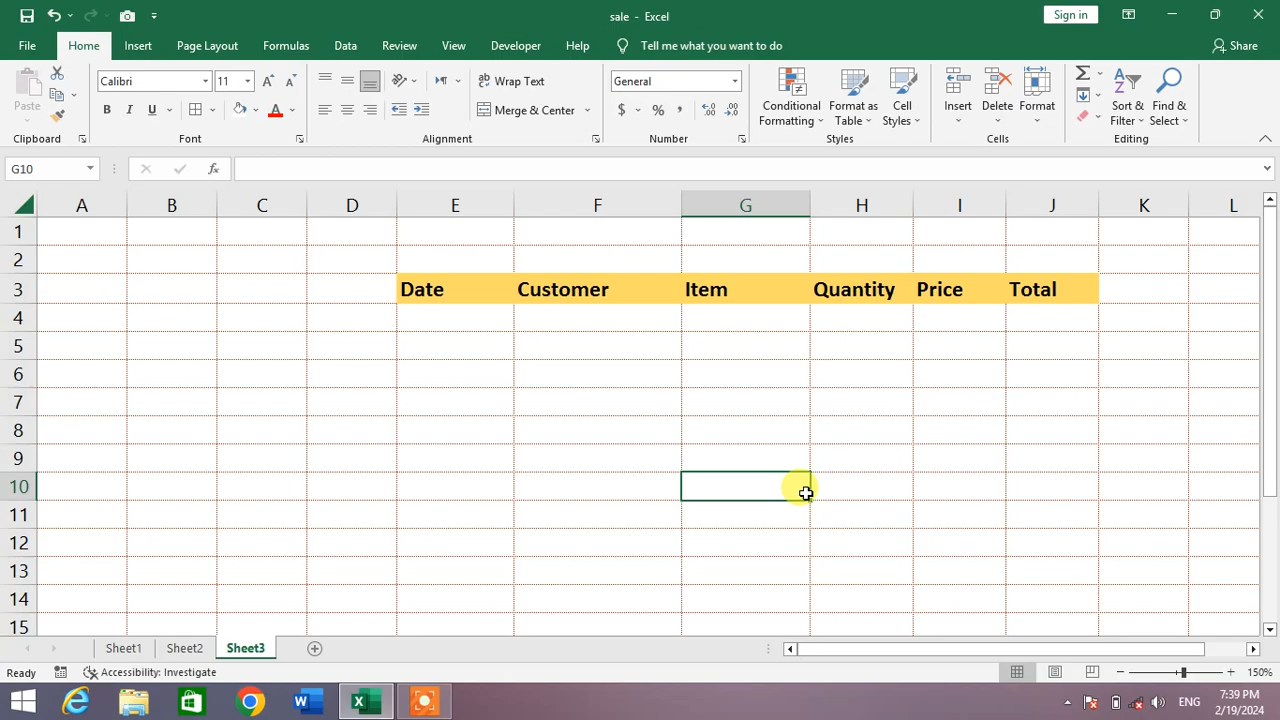 sale - Excel
Sign in
File Home Insert Page Layout Formulas Data Review View Developer Help Tell me what you want to do Share
Paste
Calibri 11
B I U
Wrap Text
Merge & Center
General
$ % ,
Conditional Formatting
Format as Table
Cell Styles
Insert
Delete
Format
Sort & Filter
Find & Select
Clipboard Font Alignment Number Styles Cells Editing
G10 fx
A B C D E F G H I J K L
1
2
3 Date Customer Item Quantity Price Total
4
5
6
7
8
9
10
11
12
13
14
15
Sheet1 Sheet2 Sheet3
Ready Accessibility: Investigate 150%
ENG
7:39 PM
2/19/2024